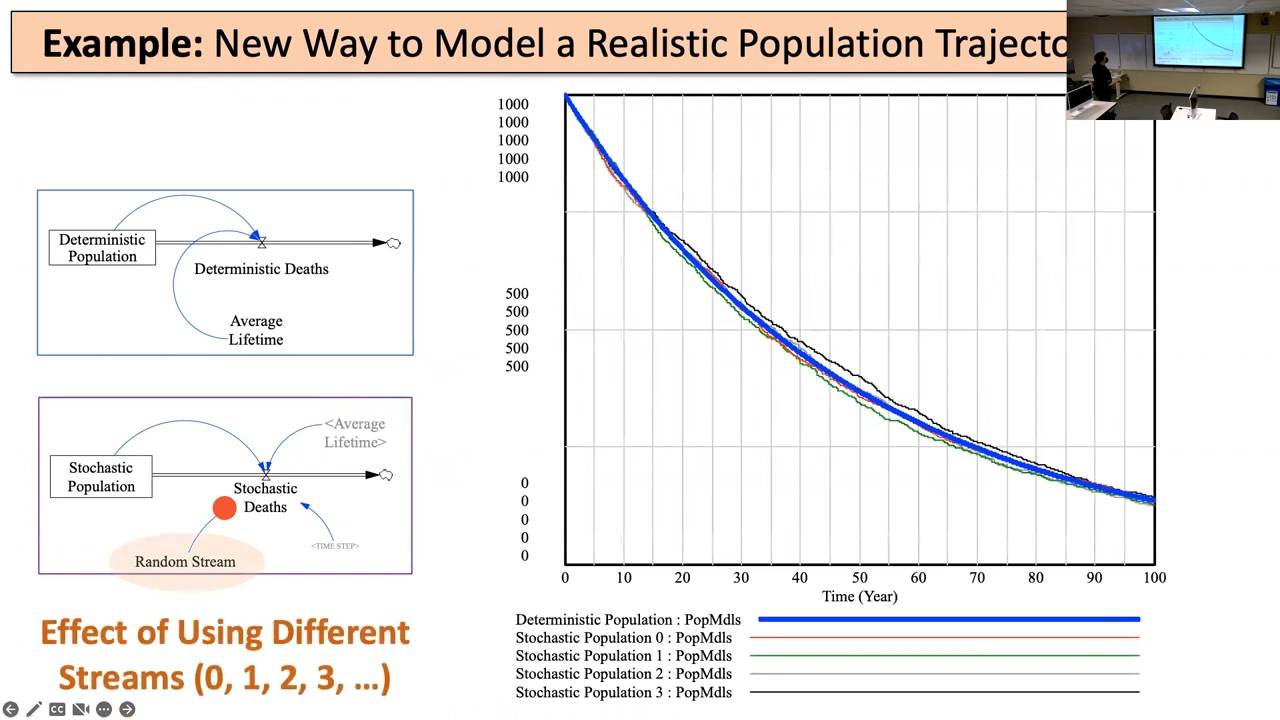 Example: New Way to Model a Realistic Population Trajecto
Deterministic
Population
Deterministic Deaths
Average
Lifetime
<Average
Lifetime>
Stochastic
Population
Stochastic
Deaths
<TIME STEP>
Random Stream
Effect of Using Different
Streams (0, 1, 2, 3, …)
1000
1000
1000
1000
1000
500
500
500
500
500
0
0
0
0
0
0 10 20 30 40 50 60 70 80 90 100
Time (Year)
Deterministic Population : PopMdls
Stochastic Population 0 : PopMdls
Stochastic Population 1 : PopMdls
Stochastic Population 2 : PopMdls
Stochastic Population 3 : PopMdls
CC